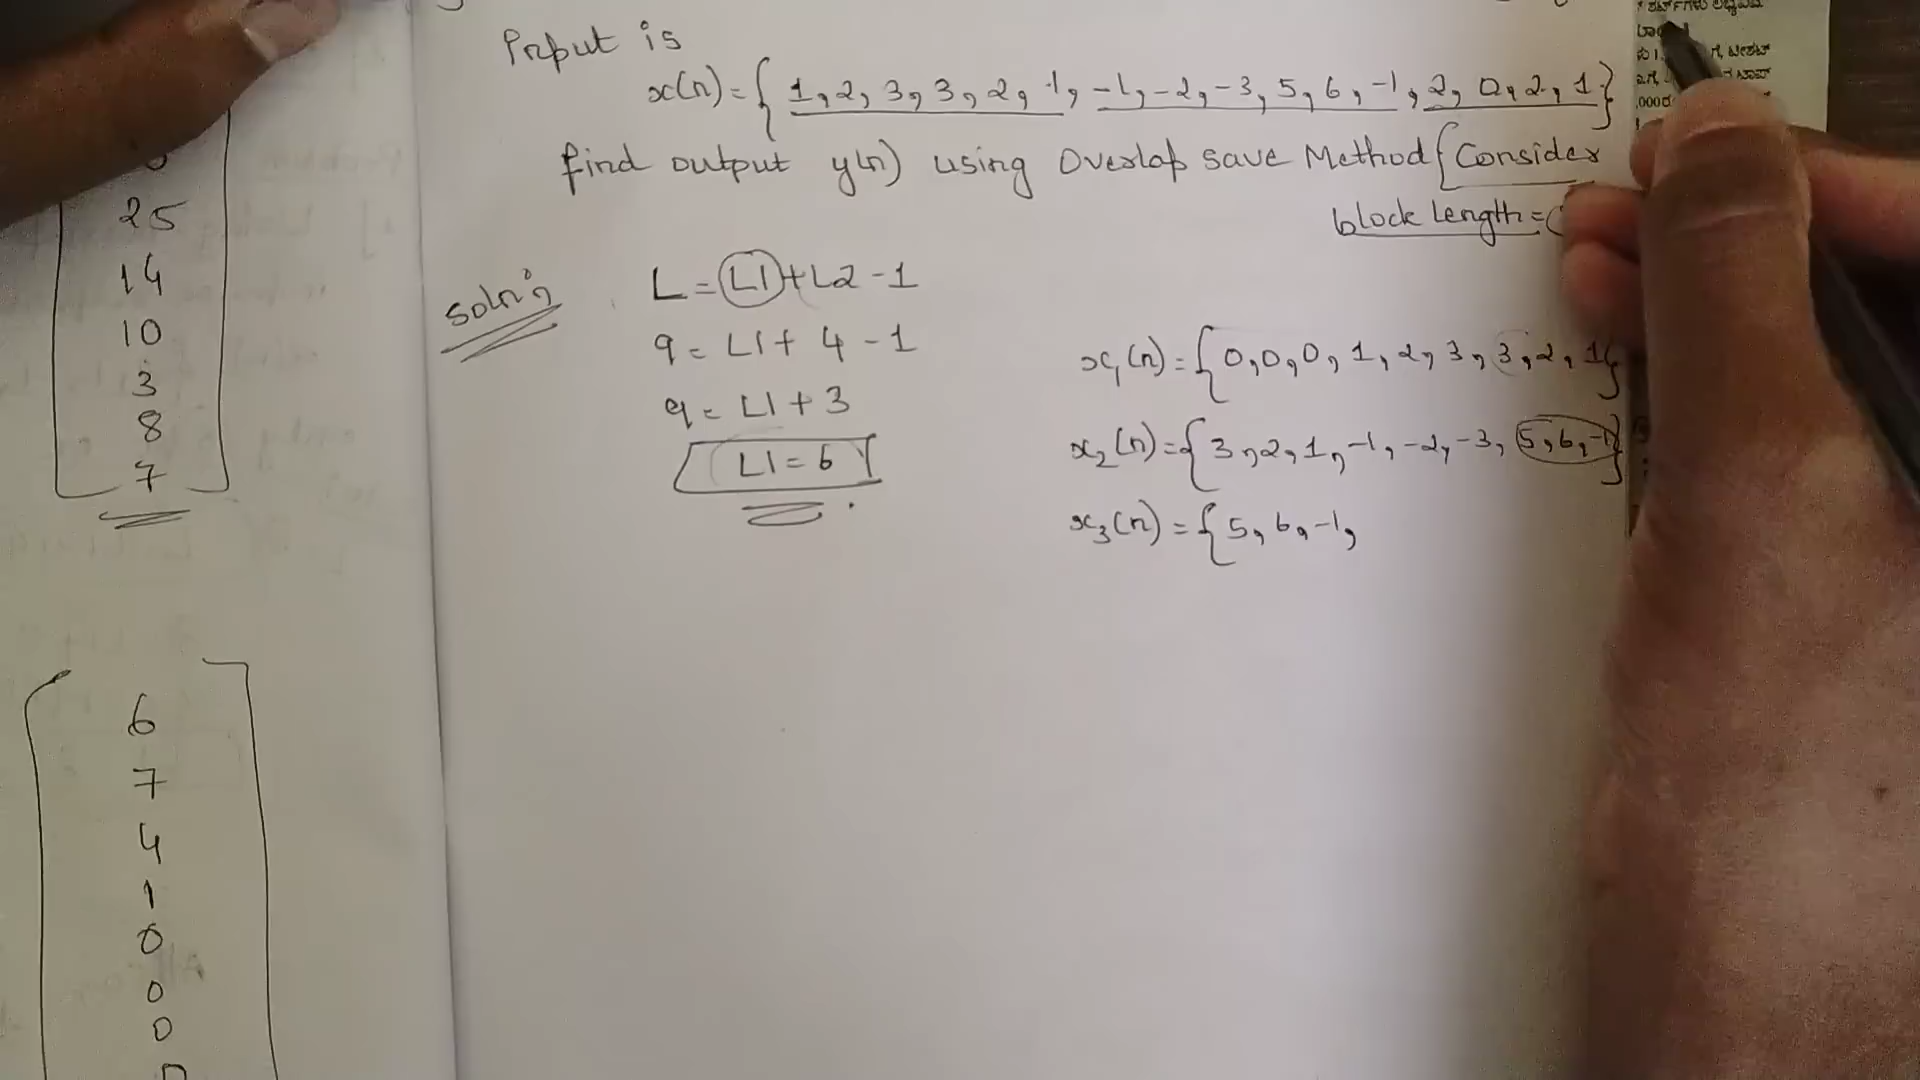 Input is
x(n) = { 1, 2, 3, 3, 2, 1, -1, -2, -3, 5, 6, -1, 2, 0, 2, 1 }
find output y(n) using Overlap save Method { Consider
block length = (
Soln:
L = L1 + L2 - 1
9 = L1 + 4 - 1
9 = L1 + 3
L1 = 6
x1(n) = { 0, 0, 0, 1, 2, 3, 3, 2, 1 }
x2(n) = { 3, 2, 1, -1, -2, -3, 5, 6, -1 }
x3(n) = { 5, 6, -1,
25
14
10
3
8
7
6
7
4
1
0
0
0